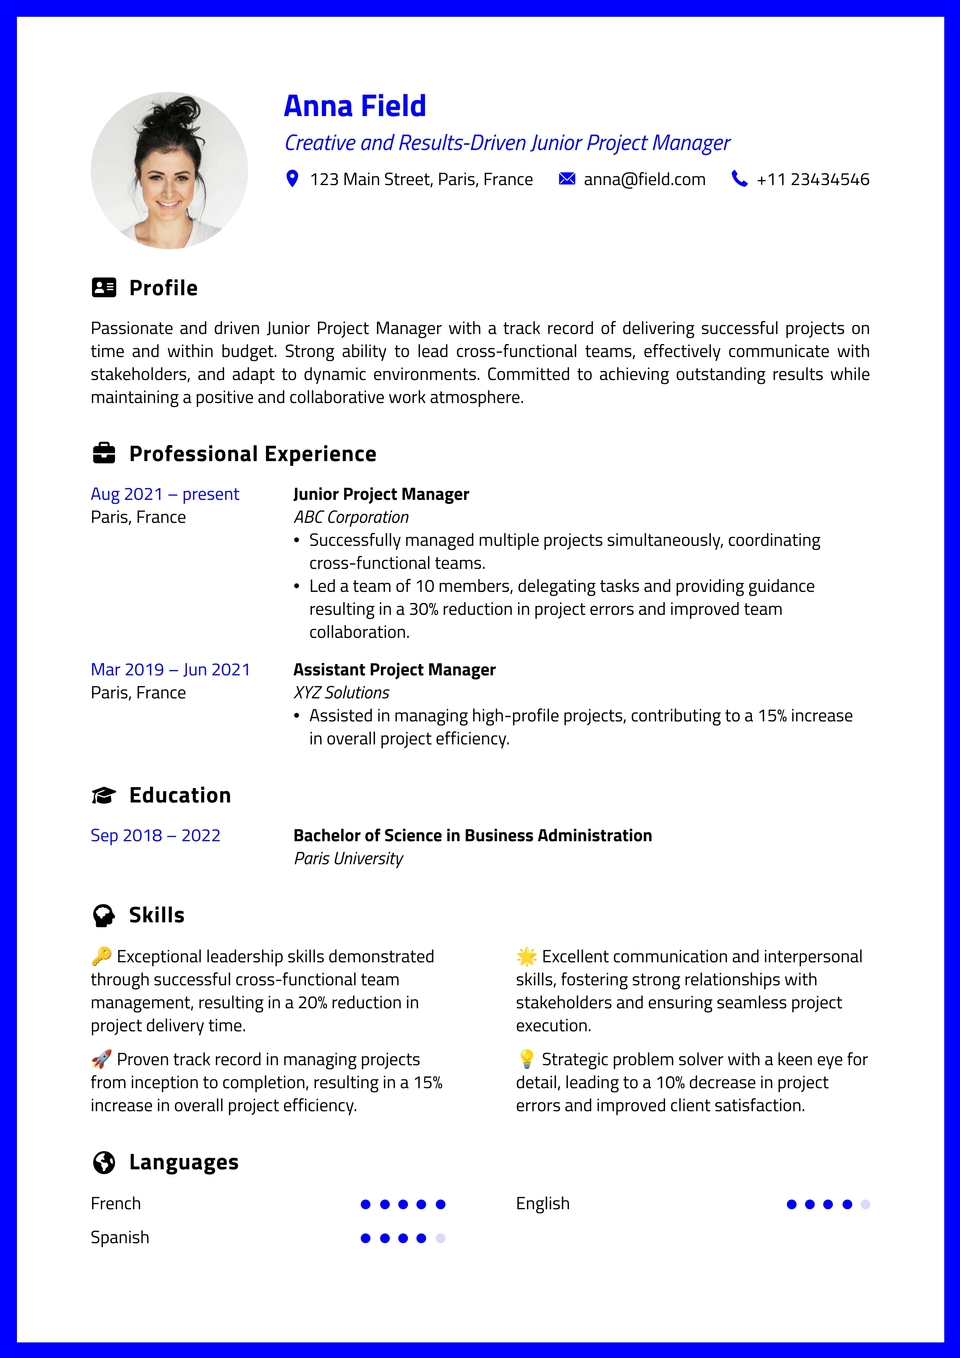 Anna Field
Creative and Results-Driven Junior Project Manager
123 Main Street, Paris, France anna@field.com +11 23434546
Profile
Passionate and driven Junior Project Manager with a track record of delivering successful projects on
time and within budget. Strong ability to lead cross-functional teams, effectively communicate with
stakeholders, and adapt to dynamic environments. Committed to achieving outstanding results while
maintaining a positive and collaborative work atmosphere.
Professional Experience
Aug 2021 – present
Paris, France
Junior Project Manager
ABC Corporation
• Successfully managed multiple projects simultaneously, coordinating
cross-functional teams.
• Led a team of 10 members, delegating tasks and providing guidance
resulting in a 30% reduction in project errors and improved team
collaboration.
Mar 2019 – Jun 2021
Paris, France
Assistant Project Manager
XYZ Solutions
• Assisted in managing high-profile projects, contributing to a 15% increase
in overall project efficiency.
Education
Sep 2018 – 2022
Bachelor of Science in Business Administration
Paris University
Skills
🔑 Exceptional leadership skills demonstrated
through successful cross-functional team
management, resulting in a 20% reduction in
project delivery time.
🌟 Excellent communication and interpersonal
skills, fostering strong relationships with
stakeholders and ensuring seamless project
execution.
🚀 Proven track record in managing projects
from inception to completion, resulting in a 15%
increase in overall project efficiency.
💡 Strategic problem solver with a keen eye for
detail, leading to a 10% decrease in project
errors and improved client satisfaction.
Languages
French
English
Spanish